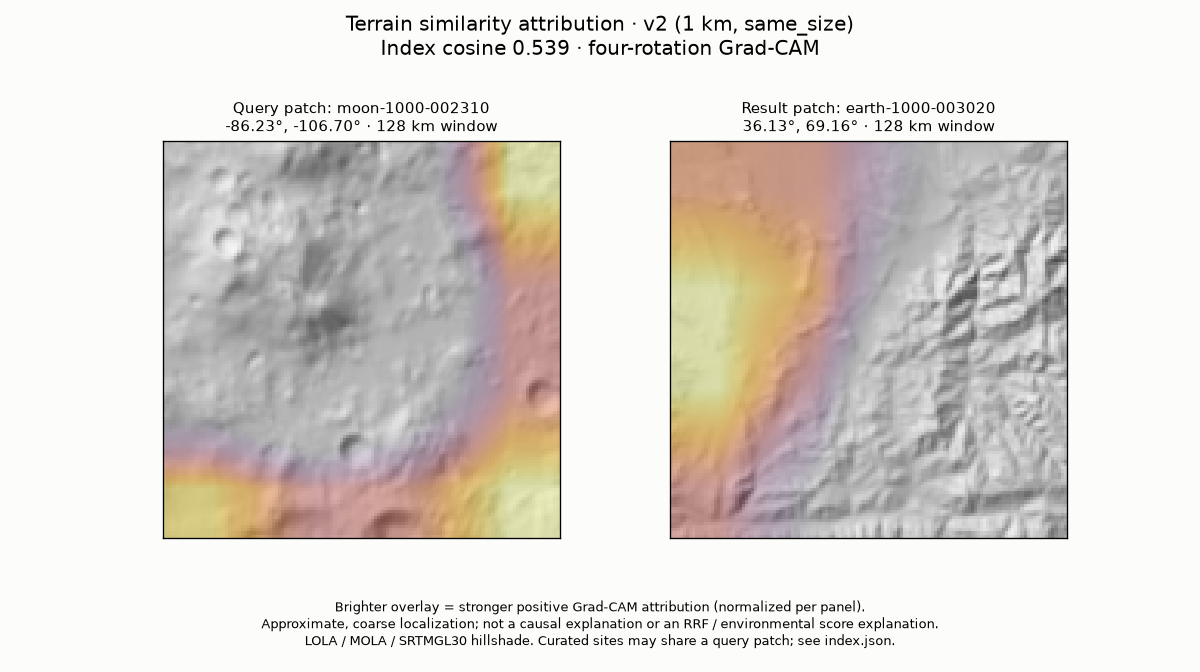 Terrain similarity attribution · v2 (1 km, same_size)
Index cosine 0.539 · four-rotation Grad-CAM
Query patch: moon-1000-002310
-86.23°, -106.70° · 128 km window
Result patch: earth-1000-003020
36.13°, 69.16° · 128 km window
Brighter overlay = stronger positive Grad-CAM attribution (normalized per panel).
Approximate, coarse localization; not a causal explanation or an RRF / environmental score explanation.
LOLA / MOLA / SRTMGL30 hillshade. Curated sites may share a query patch; see index.json.